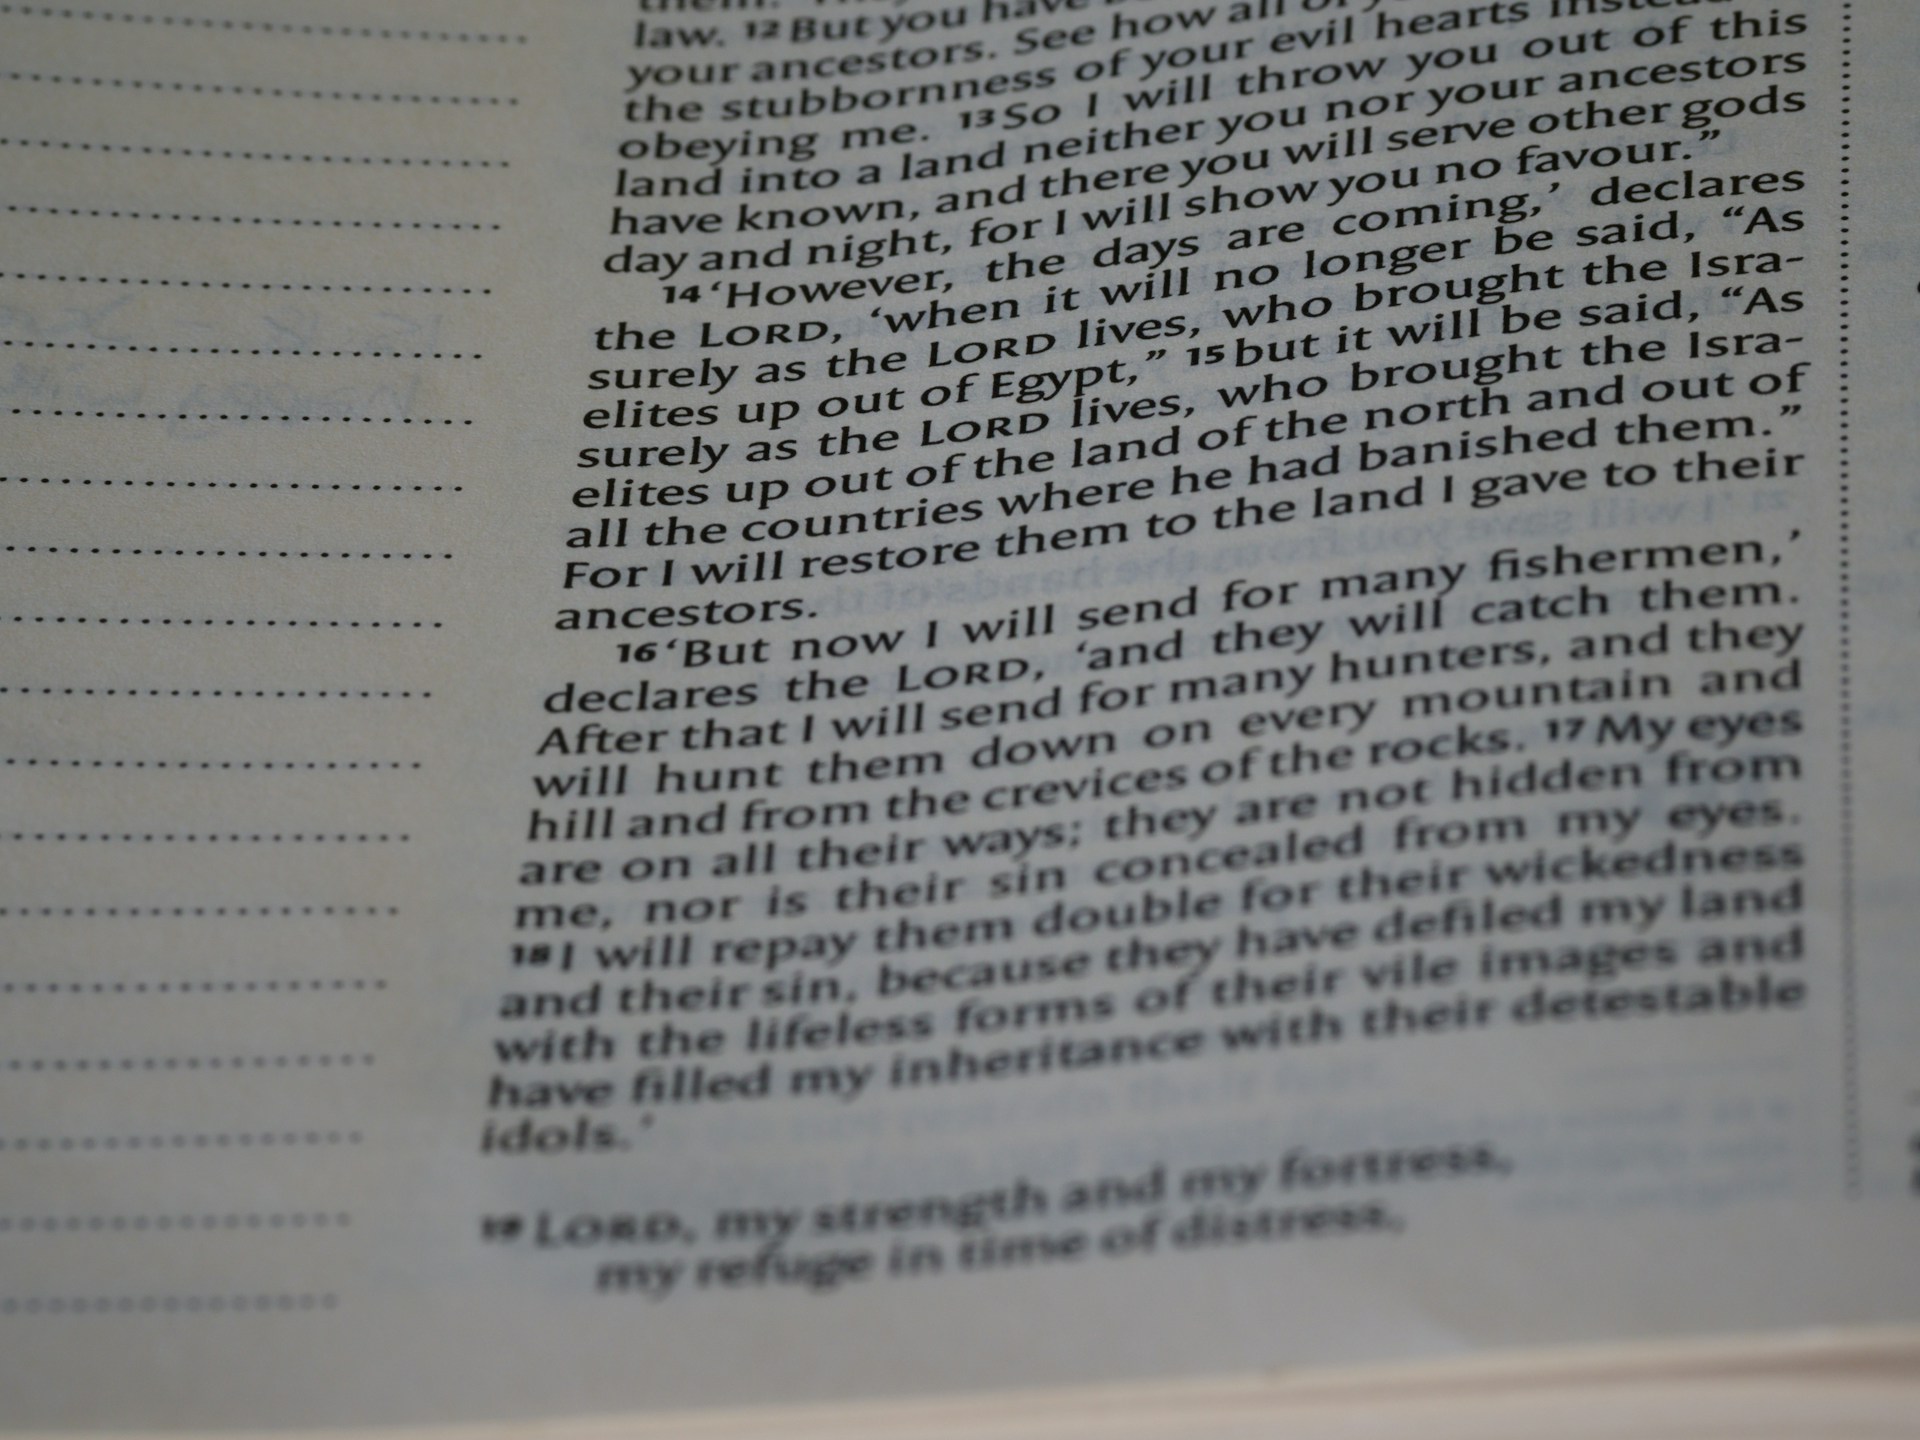 law. 12 But you have
your ancestors. See how all of
the stubbornness of your evil hearts
obeying me. 13 So I will throw you out of this
land into a land neither you nor your ancestors
have known, and there you will serve other gods
day and night, for I will show you no favour.”
14 ‘However, the days are coming,’ declares
the LORD, ‘when it will no longer be said, “As
surely as the LORD lives, who brought the Isra-
elites up out of Egypt,” 15 but it will be said, “As
surely as the LORD lives, who brought the Isra-
elites up out of the land of the north and out of
all the countries where he had banished them.”
For I will restore them to the land I gave to their
ancestors.
16 ‘But now I will send for many fishermen,’
declares the LORD, ‘and they will catch them.
After that I will send for many hunters, and they
will hunt them down on every mountain and
hill and from the crevices of the rocks. 17 My eyes
are on all their ways; they are not hidden from
me, nor is their sin concealed from my eyes.
18 I will repay them double for their wickedness
and their sin, because they have defiled my land
with the lifeless forms of their vile images and
have filled my inheritance with their detestable
idols.’
19 LORD, my strength and my fortress,
my refuge in time of distress,